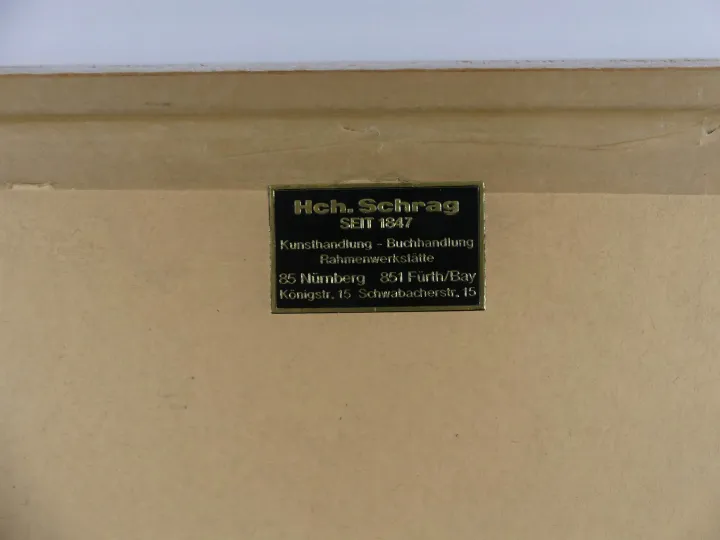 Hch. Schrag
SEIT 1847
Kunsthandlung - Buchhandlung
Rahmenwerkstätte
85 Nürnberg 851 Fürth/Bay
Königstr. 15 Schwabacherstr. 15